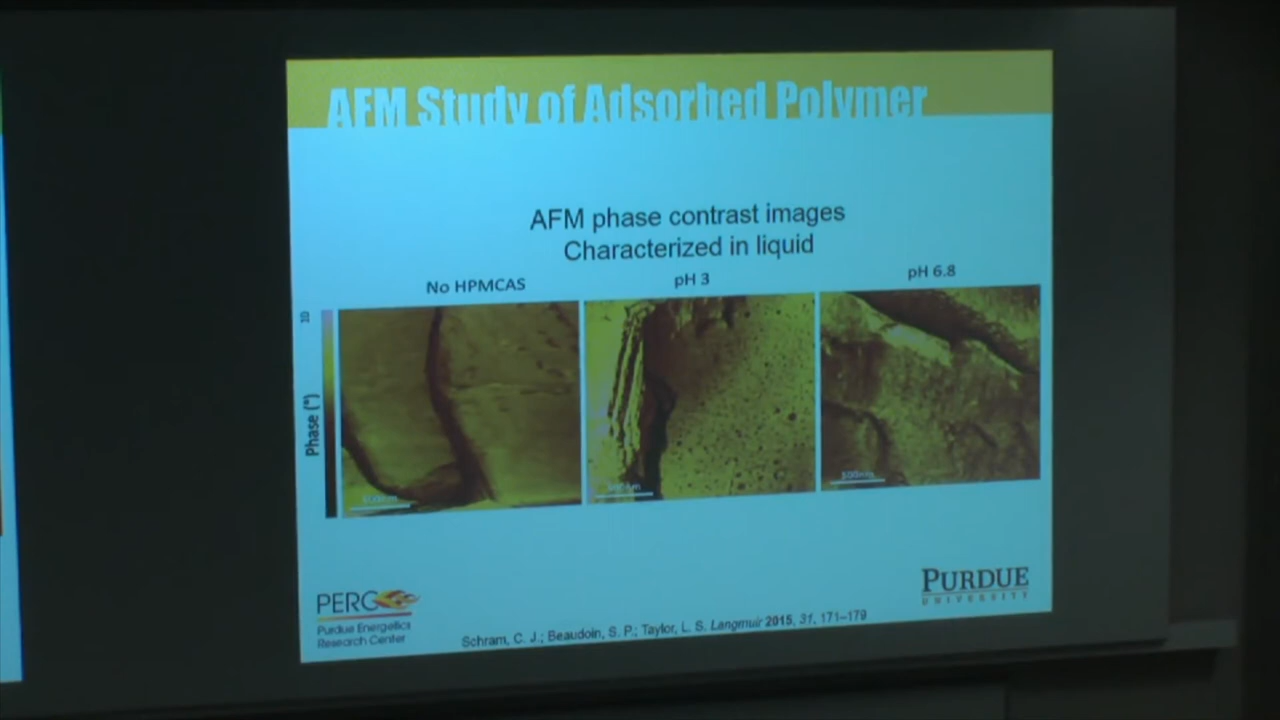 AFM Study of Adsorbed Polymer
AFM phase contrast images
Characterized in liquid
No HPMCAS
pH 3
pH 6.8
10
Phase (°)
PERC
Purdue Energetics
Research Center
PURDUE
UNIVERSITY
Schram, C. J.; Beaudoin, S. P.; Taylor, L. S. Langmuir 2015, 31, 171–179